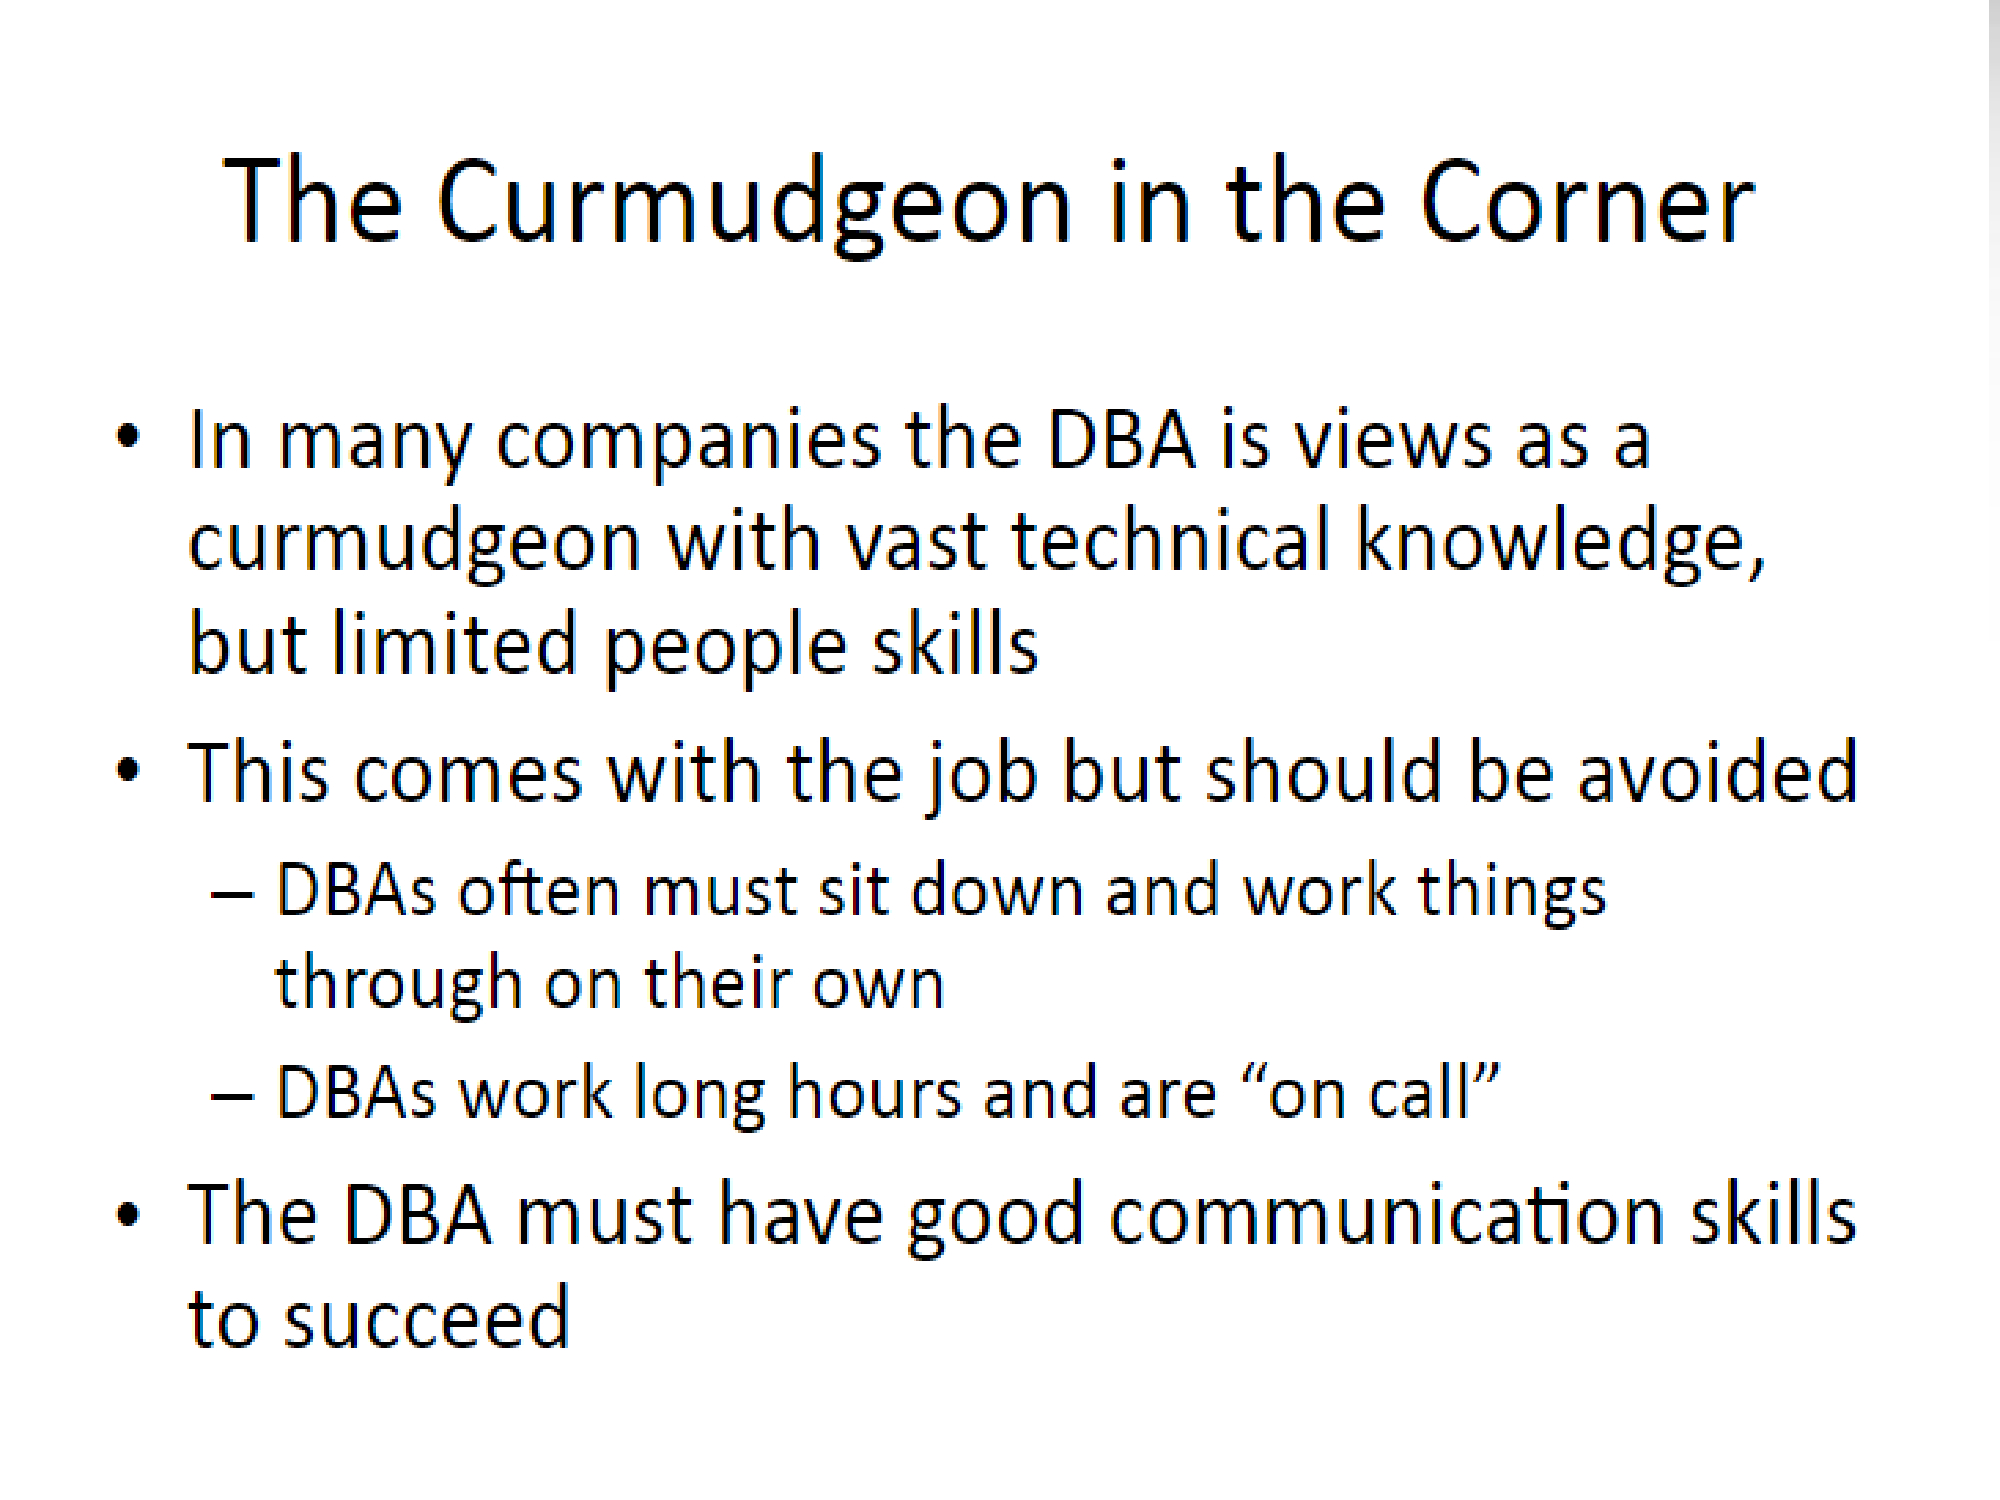 The Curmudgeon in the Corner
• In many companies the DBA is views as a
curmudgeon with vast technical knowledge,
but limited people skills
• This comes with the job but should be avoided
– DBAs often must sit down and work things
through on their own
– DBAs work long hours and are “on call”
• The DBA must have good communication skills
to succeed